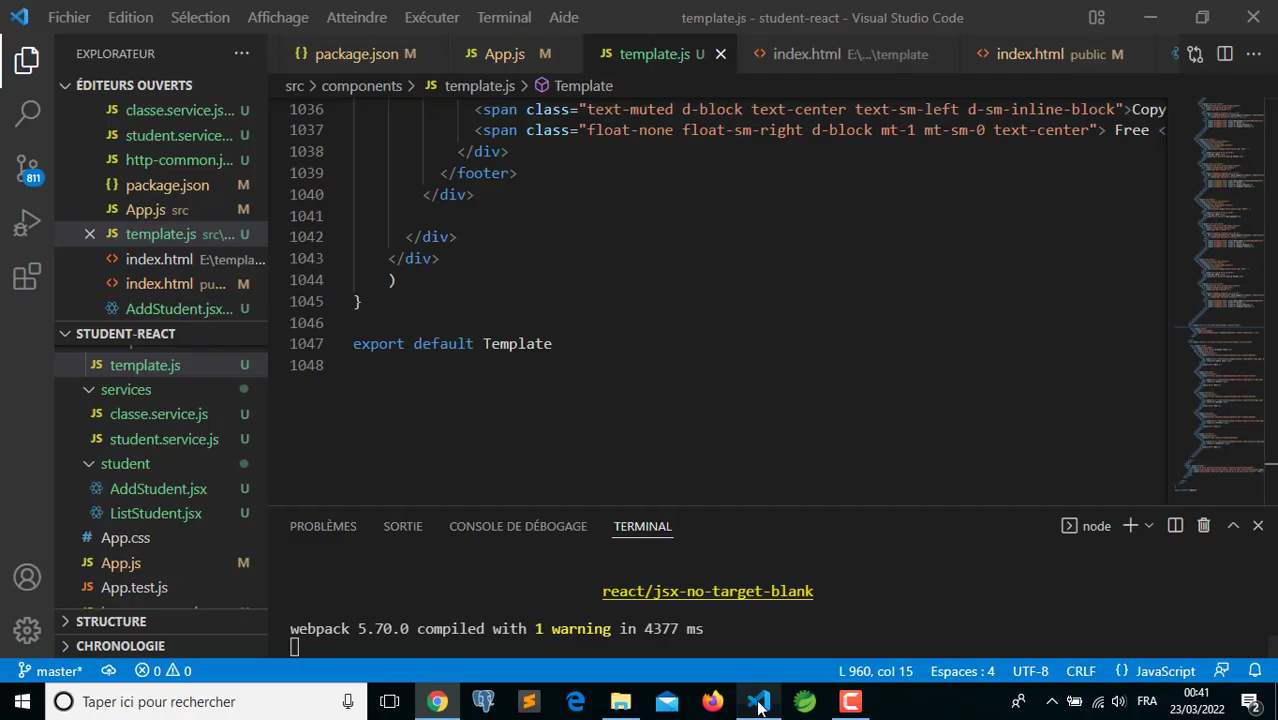 Fichier Edition Sélection Affichage Atteindre Exécuter Terminal Aide template.js - student-react - Visual Studio Code
EXPLORATEUR
package.json M App.js M template.js U index.html E:\...\template index.html public M
ÉDITEURS OUVERTS
src > components > template.js > Template
classe.service.js...
student.service...
http-common.j...
package.json M
App.js src M
template.js src\... U
index.html E:\templa...
index.html pu... M
AddStudent.jsx... U
STUDENT-REACT
template.js U
services
classe.service.js U
student.service.js U
student
AddStudent.jsx U
ListStudent.jsx U
App.css
App.js M
App.test.js
STRUCTURE
CHRONOLOGIE
811
1036 <span class="text-muted d-block text-center text-sm-left d-sm-inline-block">Copy
1037 <span class="float-none float-sm-right d-block mt-1 mt-sm-0 text-center"> Free <
1038 </div>
1039 </footer>
1040 </div>
1041
1042 </div>
1043 </div>
1044 )
1045 }
1046
1047 export default Template
1048
PROBLÈMES SORTIE CONSOLE DE DÉBOGAGE TERMINAL node
react/jsx-no-target-blank
webpack 5.70.0 compiled with 1 warning in 4377 ms
master* 0 0 L 960, col 15 Espaces : 4 UTF-8 CRLF {} JavaScript
Taper ici pour rechercher FRA 00:41 23/03/2022 2